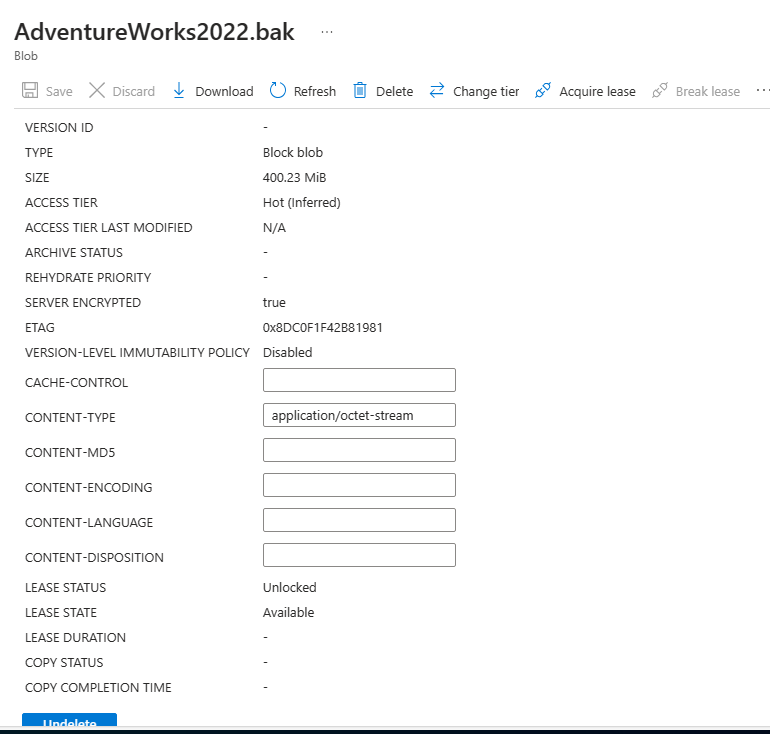 AdventureWorks2022.bak ...
Blob
Save Discard Download Refresh Delete Change tier Acquire lease Break lease ...
VERSION ID -
TYPE Block blob
SIZE 400.23 MiB
ACCESS TIER Hot (Inferred)
ACCESS TIER LAST MODIFIED N/A
ARCHIVE STATUS -
REHYDRATE PRIORITY -
SERVER ENCRYPTED true
ETAG 0x8DC0F1F42B81981
VERSION-LEVEL IMMUTABILITY POLICY Disabled
CACHE-CONTROL
CONTENT-TYPE application/octet-stream
CONTENT-MD5
CONTENT-ENCODING
CONTENT-LANGUAGE
CONTENT-DISPOSITION
LEASE STATUS Unlocked
LEASE STATE Available
LEASE DURATION -
COPY STATUS -
COPY COMPLETION TIME -
Undelete